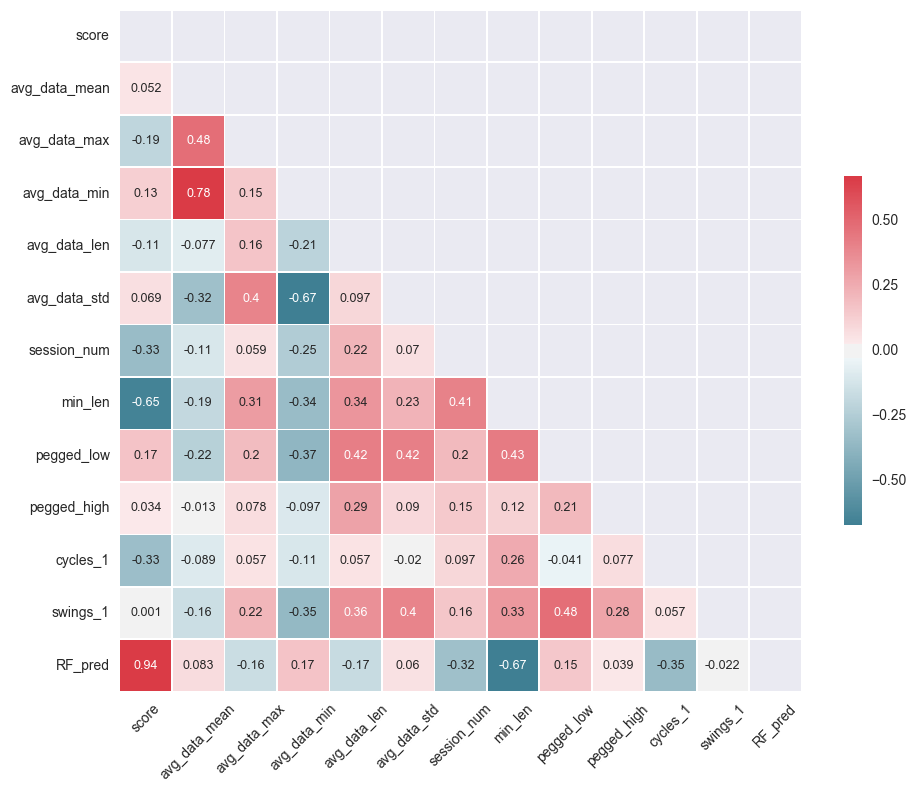 score
avg_data_mean 0.052
avg_data_max -0.19 0.48
avg_data_min 0.13 0.78 0.15
avg_data_len -0.11 -0.077 0.16 -0.21
avg_data_std 0.069 -0.32 0.4 -0.67 0.097
session_num -0.33 -0.11 0.059 -0.25 0.22 0.07
min_len -0.65 -0.19 0.31 -0.34 0.34 0.23 0.41
pegged_low 0.17 -0.22 0.2 -0.37 0.42 0.42 0.2 0.43
pegged_high 0.034 -0.013 0.078 -0.097 0.29 0.09 0.15 0.12 0.21
cycles_1 -0.33 -0.089 0.057 -0.11 0.057 -0.02 0.097 0.26 -0.041 0.077
swings_1 0.001 -0.16 0.22 -0.35 0.36 0.4 0.16 0.33 0.48 0.28 0.057
RF_pred 0.94 0.083 -0.16 0.17 -0.17 0.06 -0.32 -0.67 0.15 0.039 -0.35 -0.022
score avg_data_mean avg_data_max avg_data_min avg_data_len avg_data_std session_num min_len pegged_low pegged_high cycles_1 swings_1 RF_pred
0.50
0.25
0.00
-0.25
-0.50